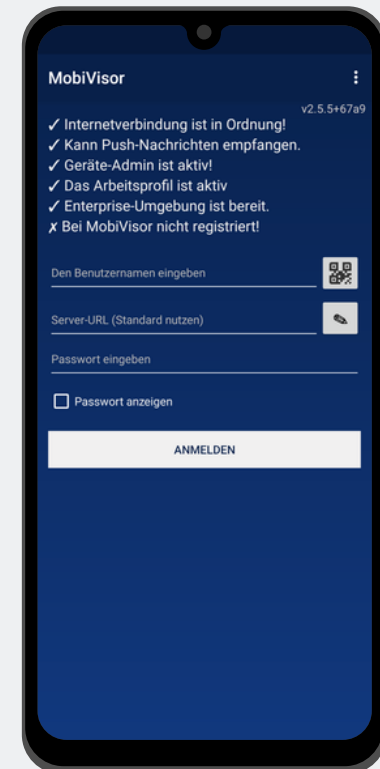 MobiVisor
v2.5.5+67a9
✓ Internetverbindung ist in Ordnung!
✓ Kann Push-Nachrichten empfangen.
✓ Geräte-Admin ist aktiv!
✓ Das Arbeitsprofil ist aktiv
✓ Enterprise-Umgebung ist bereit.
✗ Bei MobiVisor nicht registriert!
Den Benutzernamen eingeben
Server-URL (Standard nutzen)
Passwort eingeben
Passwort anzeigen
ANMELDEN